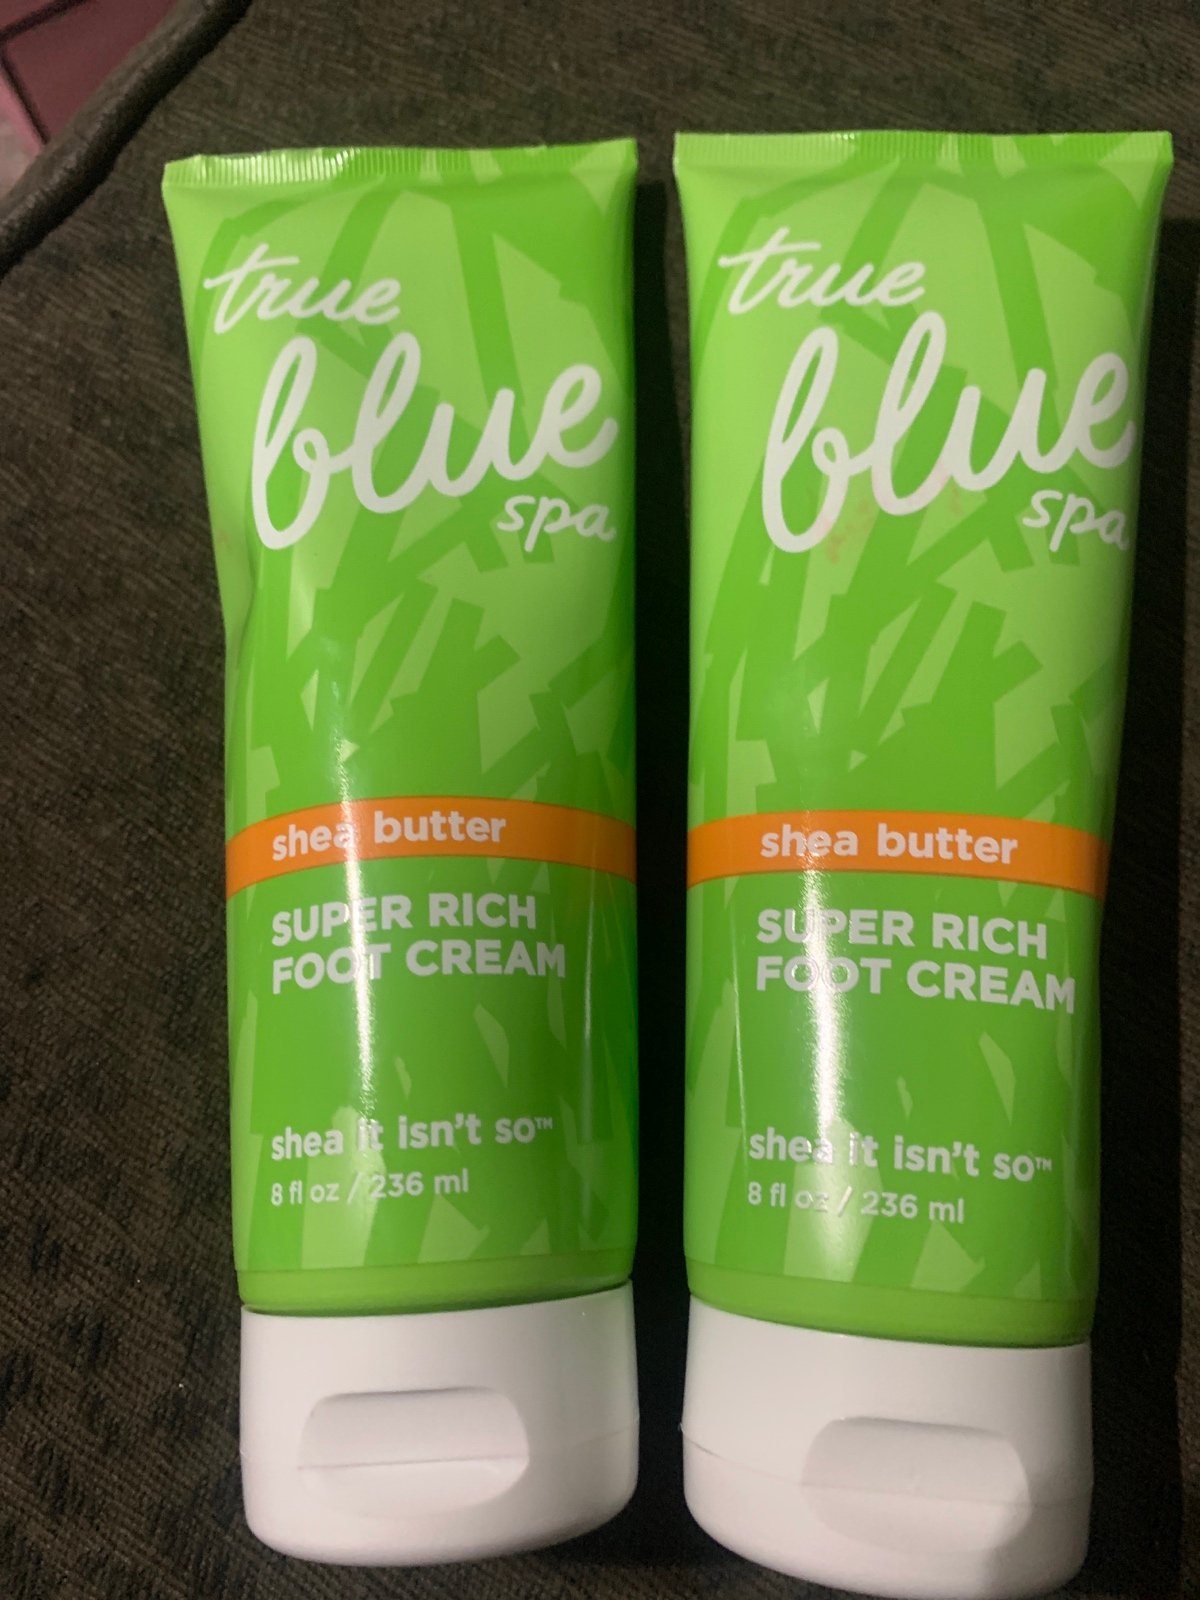 true
blue
spa
shea butter
SUPER RICH
FOOT CREAM
shea it isn't so™
8 fl oz / 236 ml
true
blue
spa
shea butter
SUPER RICH
FOOT CREAM
shea it isn't so™
8 fl oz / 236 ml